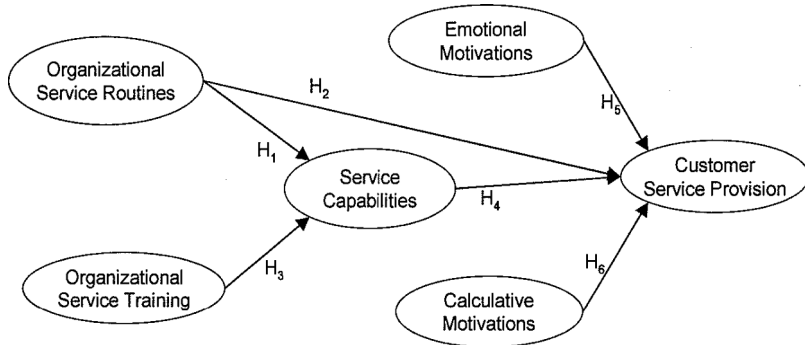 Emotional
Motivations
Organizational
Service Routines
H2
H5
H1
Customer
Service Provision
Service
Capabilities
H4
H3
H6
Organizational
Service Training
Calculative
Motivations